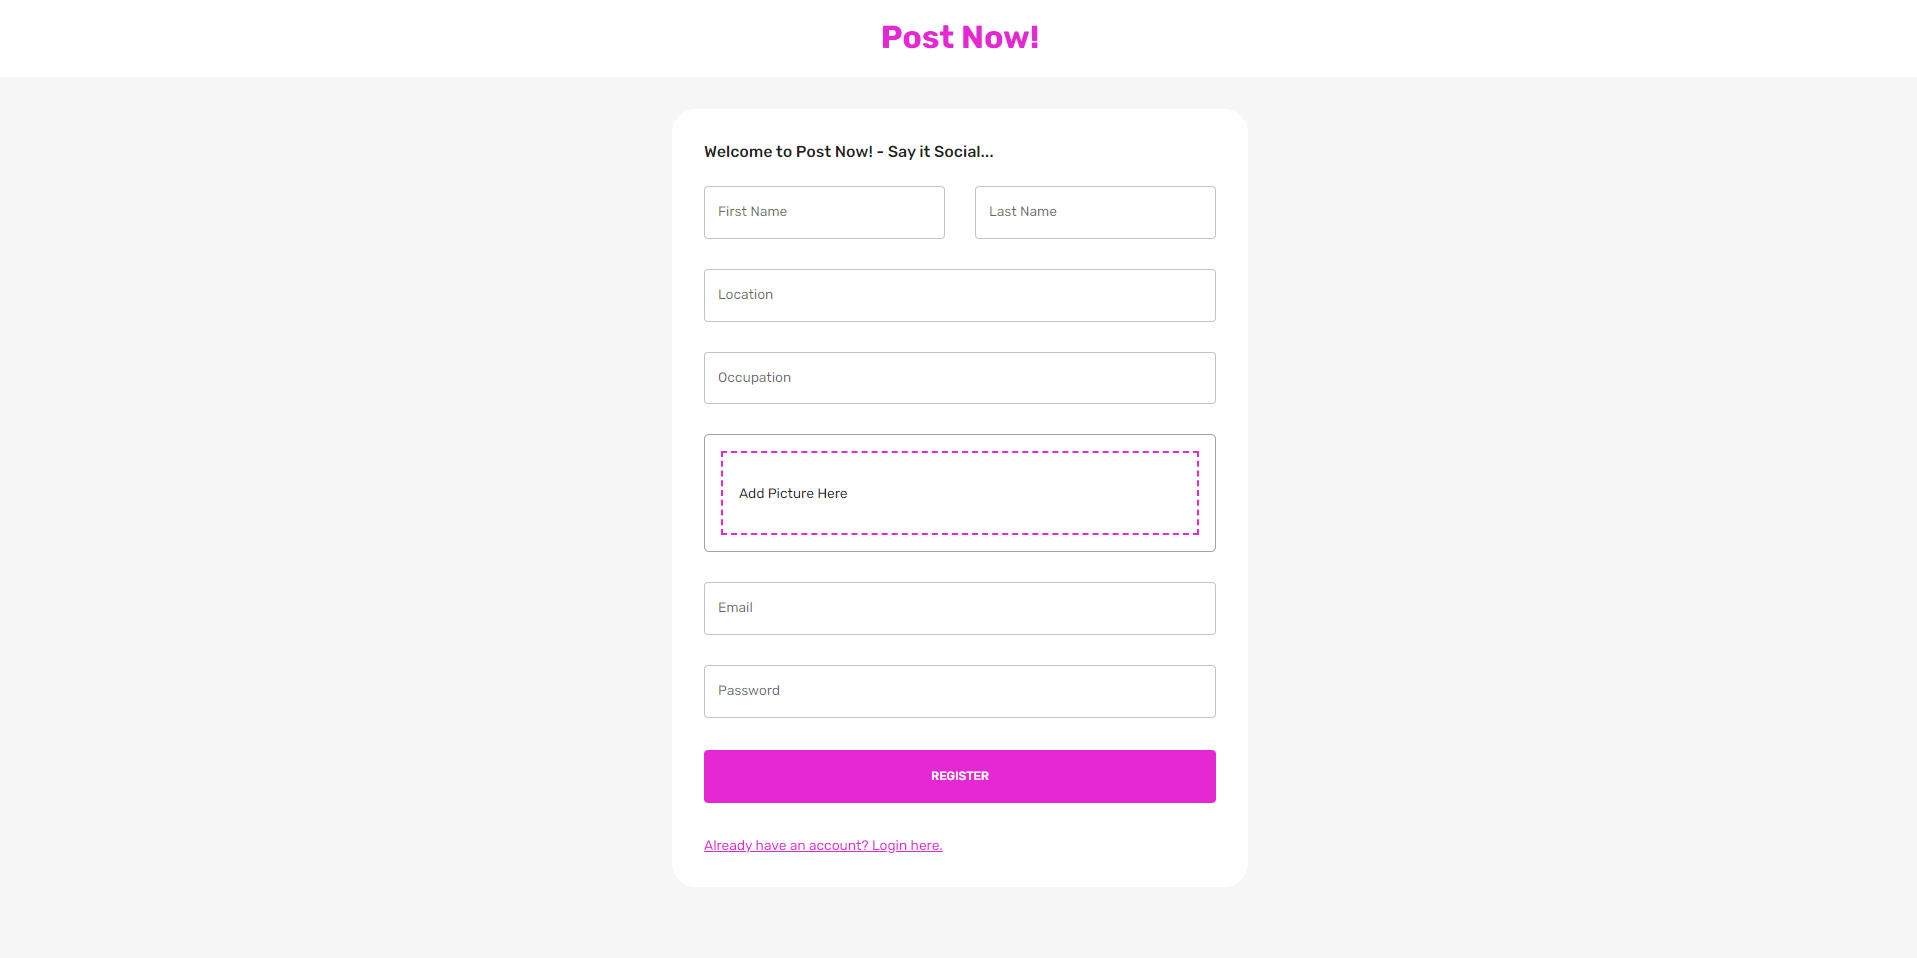 Post Now!
Welcome to Post Now! - Say it Social...
First Name
Last Name
Location
Occupation
Add Picture Here
Email
Password
REGISTER
Already have an account? Login here.